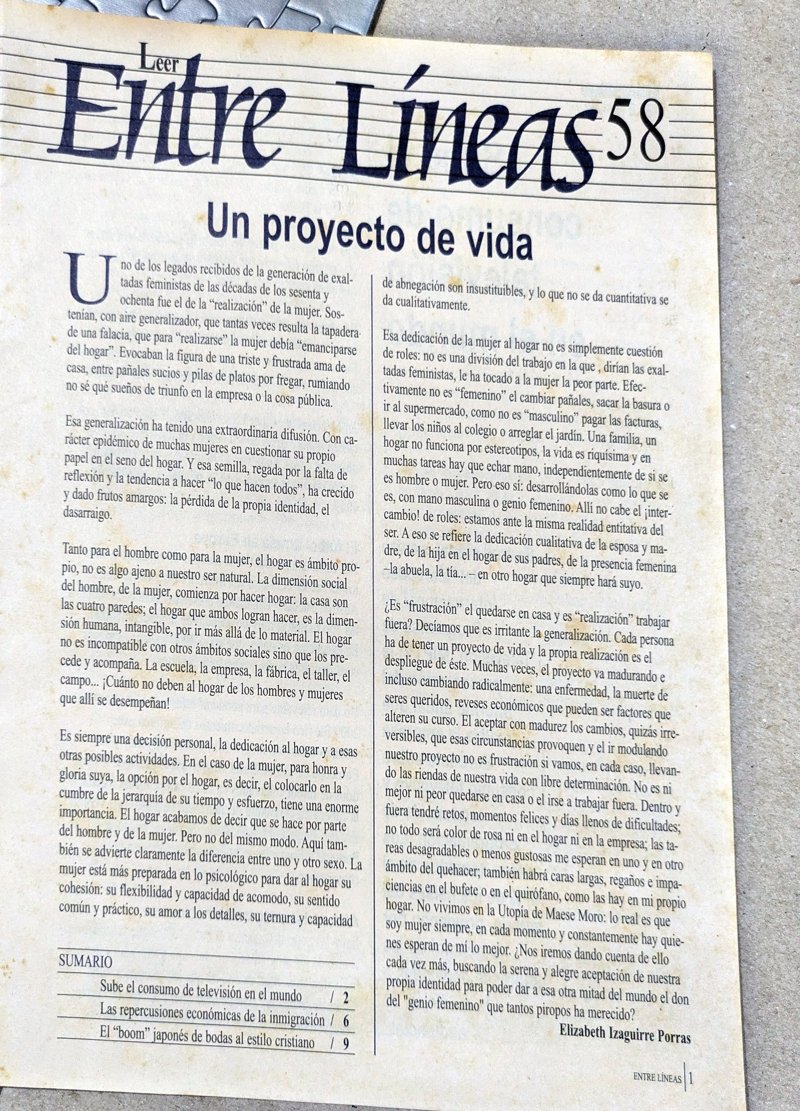 Leer
Entre Líneas 58
Un proyecto de vida
Uno de los legados recibidos de la generación de exal-
tadas feministas de las décadas de los sesenta y
ochenta fue el de la “realización” de la mujer. Sos-
tenían, con aire generalizador, que tantas veces resulta la tapadera
de una falacia, que para “realizarse” la mujer debía “emanciparse
del hogar”. Evocaban la figura de una triste y frustrada ama de
casa, entre pañales sucios y pilas de platos por fregar, rumiando
no sé qué sueños de triunfo en la empresa o la cosa pública.
Esa generalización ha tenido una extraordinaria difusión. Con ca-
rácter epidémico de muchas mujeres en cuestionar su propio
papel en el seno del hogar. Y esa semilla, regada por la falta de
reflexión y la tendencia a hacer “lo que hacen todos”, ha crecido
y dado frutos amargos: la pérdida de la propia identidad, el
dasaraigo.
Tanto para el hombre como para la mujer, el hogar es ámbito pro-
pio, no es algo ajeno a nuestro ser natural. La dimensión social
del hombre, de la mujer, comienza por hacer hogar: la casa son
las cuatro paredes; el hogar que ambos logran hacer, es la dimen-
sión humana, intangible, por ir más allá de lo material. El hogar
no es incompatible con otros ámbitos sociales sino que los pre-
cede y acompaña. La escuela, la empresa, la fábrica, el taller, el
campo... ¡Cuánto no deben al hogar de los hombres y mujeres
que allí se desempeñan!
Es siempre una decisión personal, la dedicación al hogar y a esas
otras posibles actividades. En el caso de la mujer, para honra y
gloria suya, la opción por el hogar, es decir, el colocarlo en la
cumbre de la jerarquía de su tiempo y esfuerzo, tiene una enorme
importancia. El hogar acabamos de decir que se hace por parte
del hombre y de la mujer. Pero no del mismo modo. Aquí tam-
bién se advierte claramente la diferencia entre uno y otro sexo. La
mujer está más preparada en lo psicológico para dar al hogar su
cohesión: su flexibilidad y capacidad de acomodo, su sentido
común y práctico, su amor a los detalles, su ternura y capacidad
de abnegación son insustituibles, y lo que no se da cuantitativa se
da cualitativamente.
Esa dedicación de la mujer al hogar no es simplemente cuestión
de roles: no es una división del trabajo en la que , dirían las exal-
tadas feministas, le ha tocado a la mujer la peor parte. Efec-
tivamente no es “femenino” el cambiar pañales, sacar la basura o
ir al supermercado, como no es “masculino” pagar las facturas,
llevar los niños al colegio o arreglar el jardín. Una familia, un
hogar no funciona por estereotipos, la vida es riquísima y en
muchas tareas hay que echar mano, independientemente de si se
es hombre o mujer. Pero eso sí: desarrollándolas como lo que se
es, con mano masculina o genio femenino. Allí no cabe el ¡inter-
cambio! de roles: estamos ante la misma realidad entitativa del
ser. A eso se refiere la dedicación cualitativa de la esposa y ma-
dre, de la hija en el hogar de sus padres, de la presencia femenina
–la abuela, la tía... – en otro hogar que siempre hará suyo.
¿Es “frustración” el quedarse en casa y es “realización” trabajar
fuera? Decíamos que es irritante la generalización. Cada persona
ha de tener un proyecto de vida y la propia realización es el
despliegue de éste. Muchas veces, el proyecto va madurando e
incluso cambiando radicalmente: una enfermedad, la muerte de
seres queridos, reveses económicos que pueden ser factores que
alteren su curso. El aceptar con madurez los cambios, quizás irre-
versibles, que esas circunstancias provoquen y el ir modulando
nuestro proyecto no es frustración si vamos, en cada caso, llevan-
do las riendas de nuestra vida con libre determinación. No es ni
mejor ni peor quedarse en casa o el irse a trabajar fuera. Dentro y
fuera tendré retos, momentos felices y días llenos de dificultades;
no todo será color de rosa ni en el hogar ni en la empresa; las ta-
reas desagradables o menos gustosas me esperan en uno y en otro
ámbito del quehacer; también habrá caras largas, regaños e impa-
ciencias en el bufete o en el quirófano, como las hay en mi propio
hogar. No vivimos en la Utopía de Maese Moro: lo real es que
soy mujer siempre, en cada momento y constantemente hay quie-
nes esperan de mí lo mejor. ¿Nos iremos dando cuenta de ello
cada vez más, buscando la serena y alegre aceptación de nuestra
propia identidad para poder dar a esa otra mitad del mundo el don
del "genio femenino" que tantos piropos ha merecido?
Elizabeth Izaguirre Porras
SUMARIO
Sube el consumo de televisión en el mundo / 2
Las repercusiones económicas de la inmigración / 6
El “boom” japonés de bodas al estilo cristiano / 9
ENTRE LÍNEAS 1